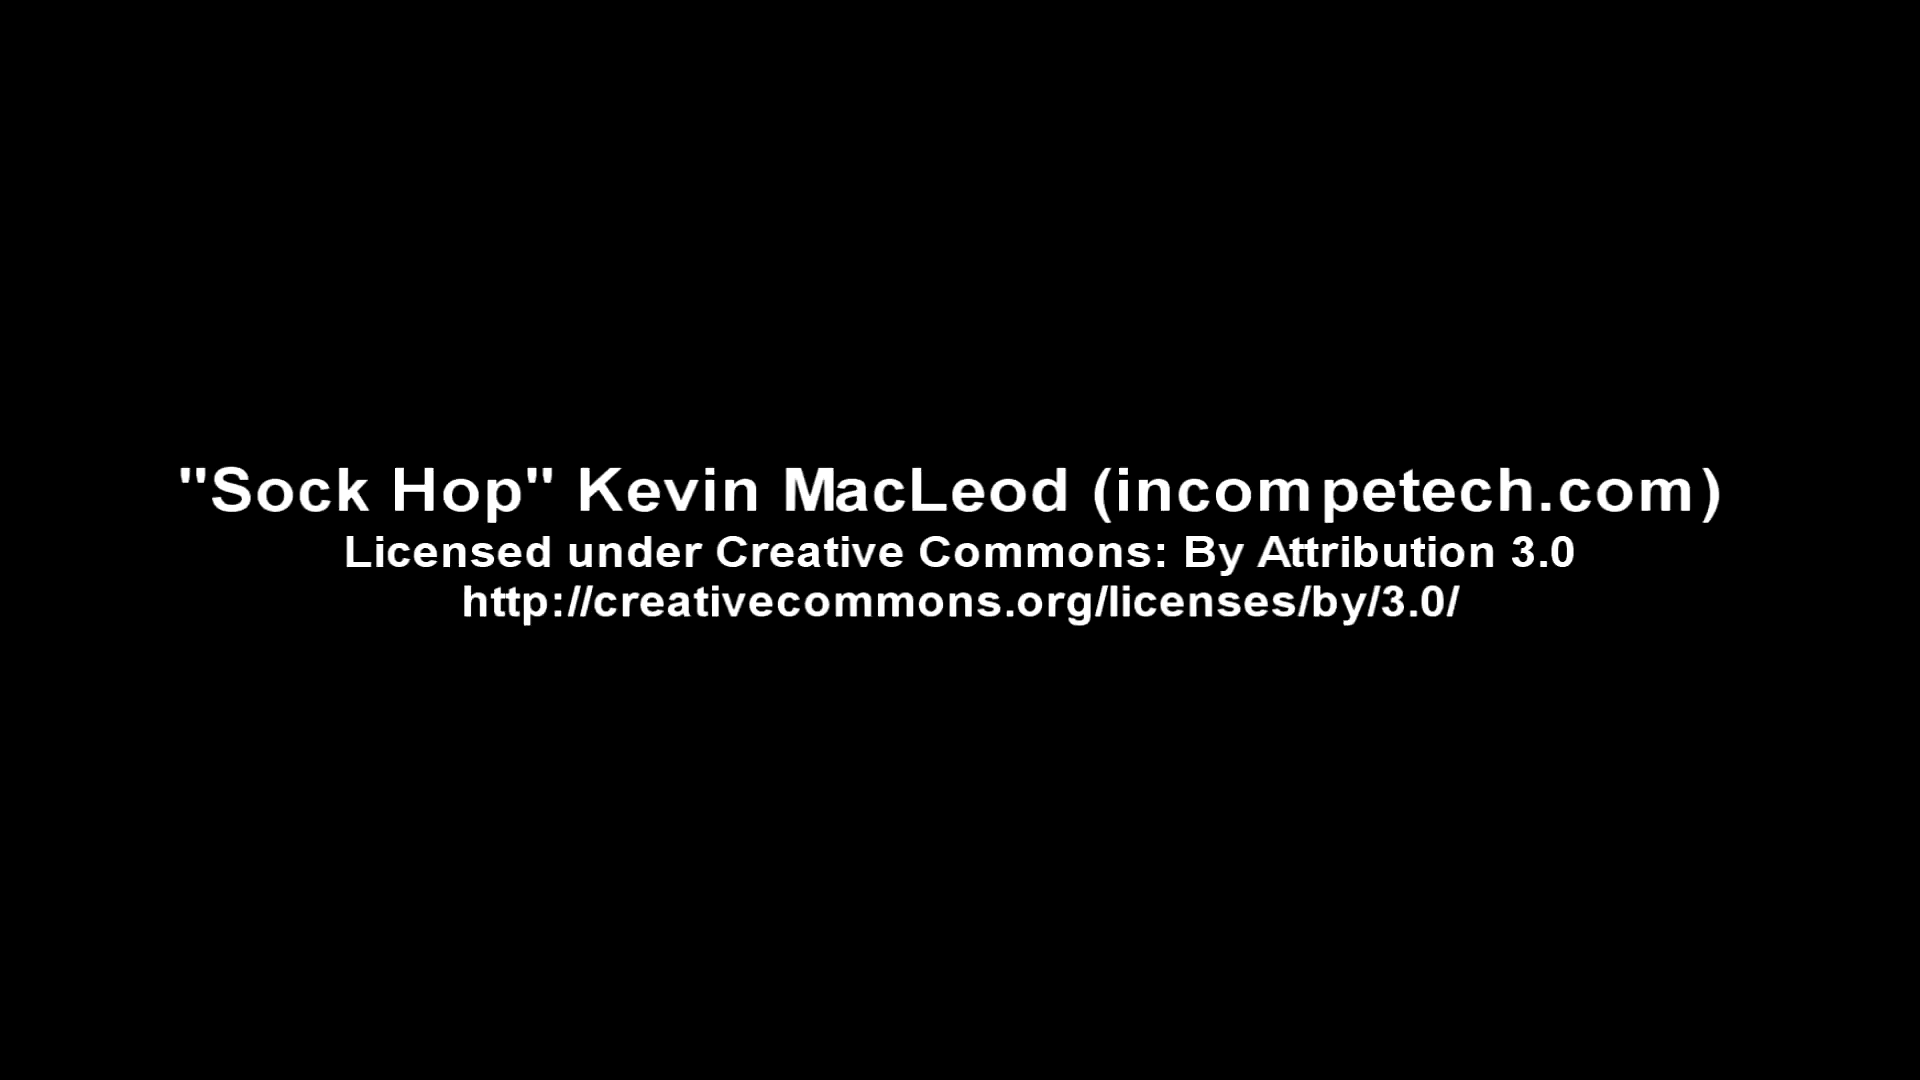 "Sock Hop" Kevin MacLeod (incompetech.com)
Licensed under Creative Commons: By Attribution 3.0
http://creativecommons.org/licenses/by/3.0/